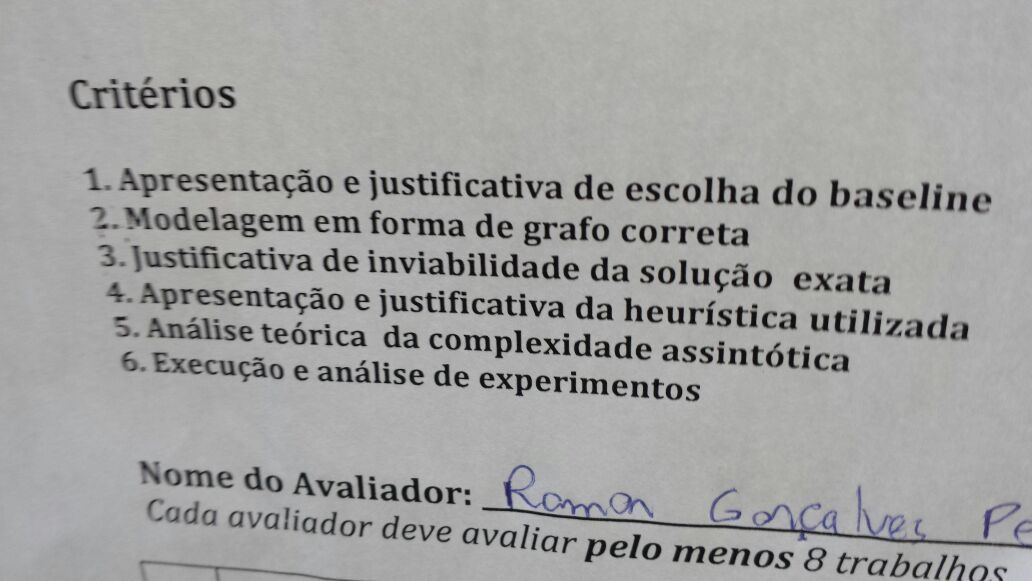 Critérios
1. Apresentação e justificativa de escolha do baseline
2. Modelagem em forma de grafo correta
3. Justificativa de inviabilidade da solução exata
4. Apresentação e justificativa da heurística utilizada
5. Análise teórica da complexidade assintótica
6. Execução e análise de experimentos
Nome do Avaliador: Ramon Gonçalves
Cada avaliador deve avaliar pelo menos 8 trabalhos